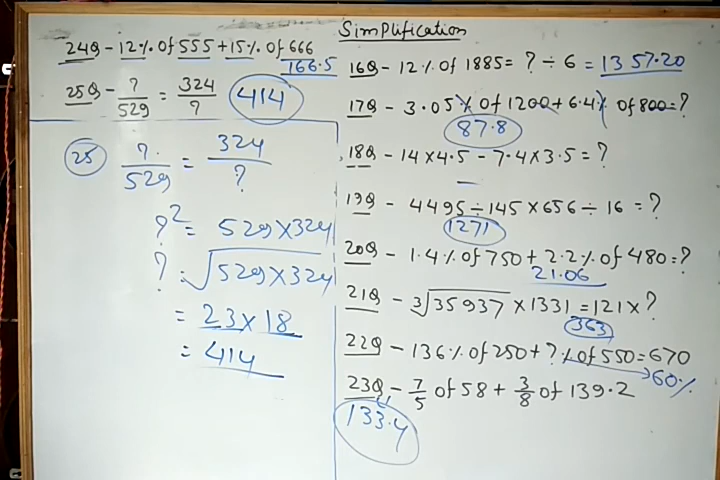 Simplification
24Q - 12% of 555 + 15% of 666
166.5
25Q - ?/529 = 324/? 414
25 ?/529 = 324/?
?² = 529 × 324
? = √529 × 324
= 23 × 18
= 414
16Q - 12% of 1885 = ? ÷ 6 = 1357.20
17Q - 3.05% of 1200 + 6.4% of 800 = ?
87.8
18Q - 14 × 4.5 - 7.4 × 3.5 = ?
19Q - 4495 ÷ 145 × 656 ÷ 16 = ?
1271
20Q - 1.4% of 750 + 2.2% of 480 = ?
21.06
21Q - ³√35937 × 1331 = 121 × ?
363
22Q - 136% of 250 + ?% of 550 = 670
60%
23Q - 7/5 of 58 + 3/8 of 139.2
133.4